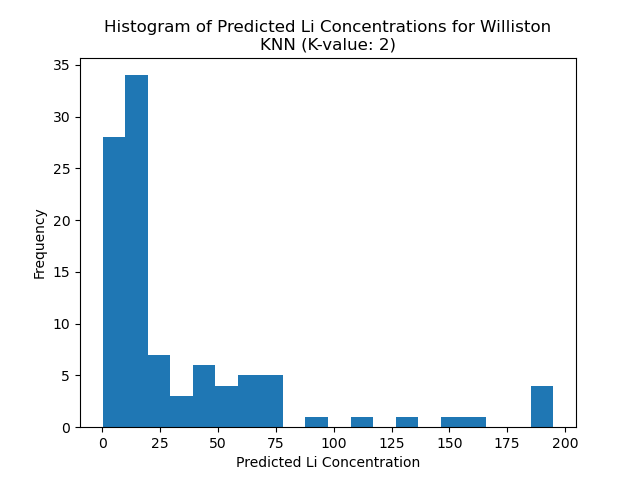 Histogram of Predicted Li Concentrations for Williston
KNN (K-value: 2)
35
30
25
20
15
10
5
0
Frequency
0 25 50 75 100 125 150 175 200
Predicted Li Concentration